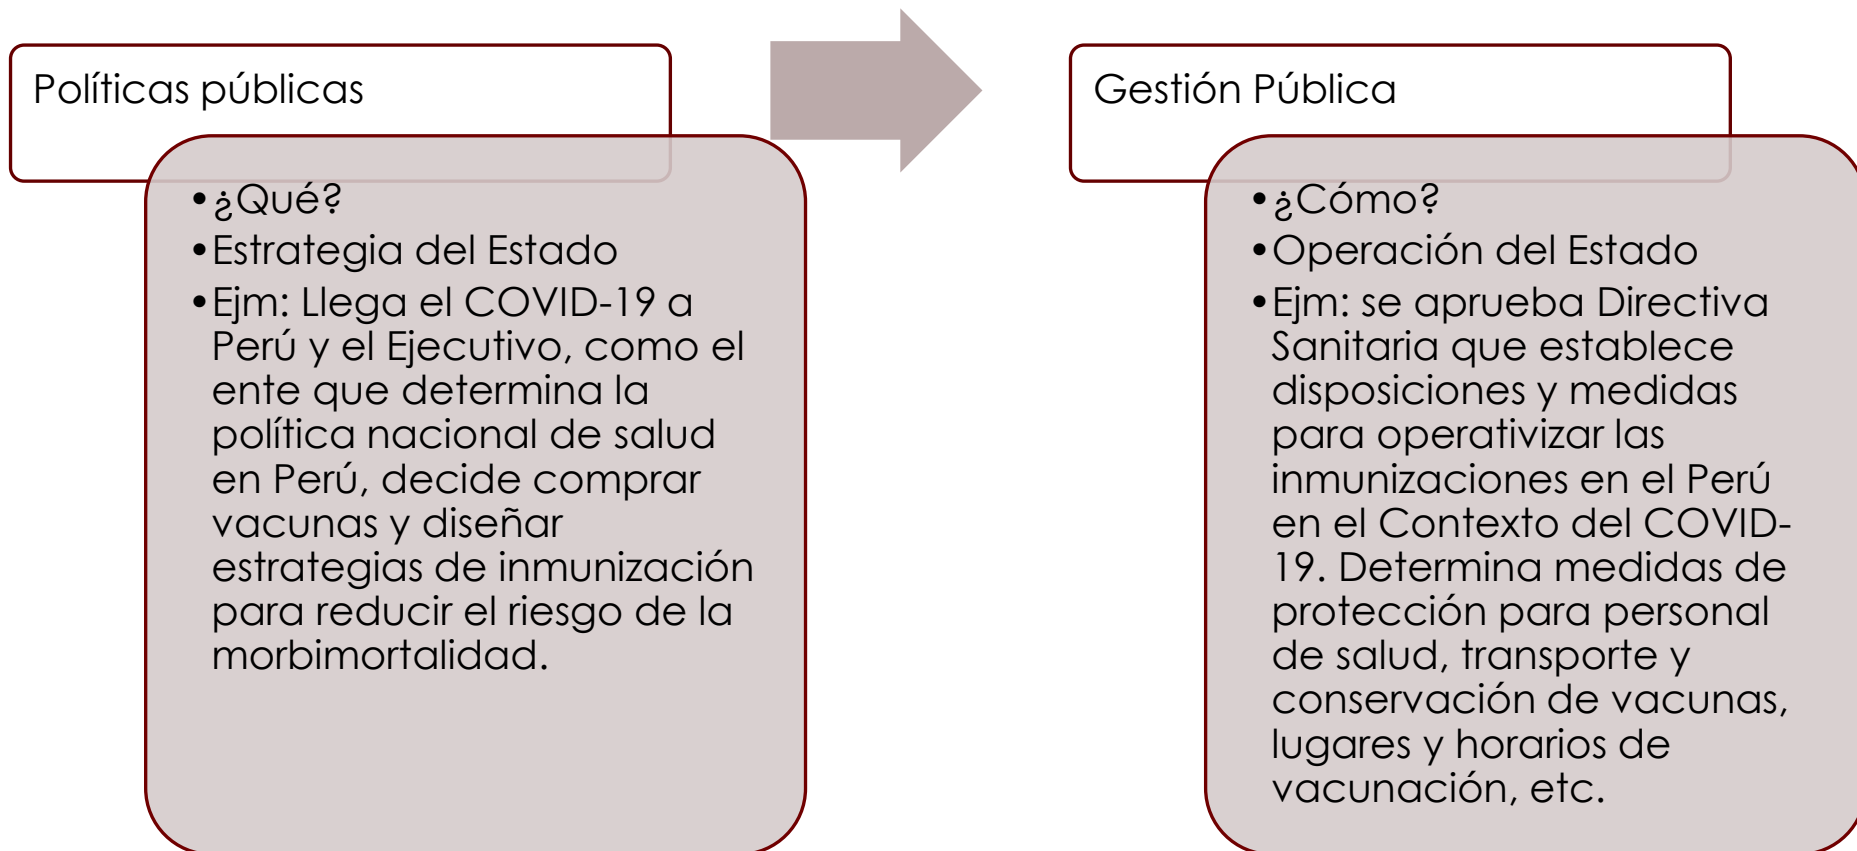 Políticas públicas
•¿Qué?
•Estrategia del Estado
•Ejm: Llega el COVID-19 a
Perú y el Ejecutivo, como el
ente que determina la
política nacional de salud
en Perú, decide comprar
vacunas y diseñar
estrategias de inmunización
para reducir el riesgo de la
morbimortalidad.
Gestión Pública
•¿Cómo?
•Operación del Estado
•Ejm: se aprueba Directiva
Sanitaria que establece
disposiciones y medidas
para operativizar las
inmunizaciones en el Perú
en el Contexto del COVID-
19. Determina medidas de
protección para personal
de salud, transporte y
conservación de vacunas,
lugares y horarios de
vacunación, etc.